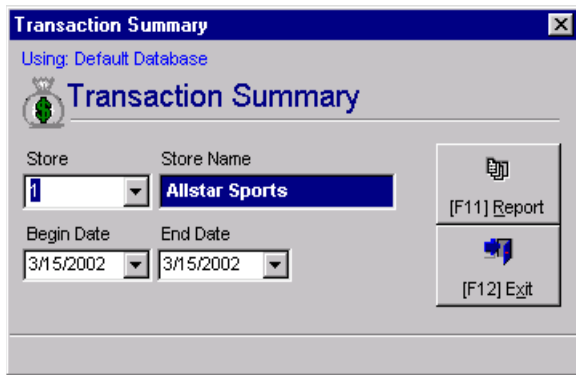 Transaction Summary
Using: Default Database
$ Transaction Summary
Store Store Name
1 Allstar Sports
[F11] Report
Begin Date End Date
3/15/2002 3/15/2002
[F12] Exit